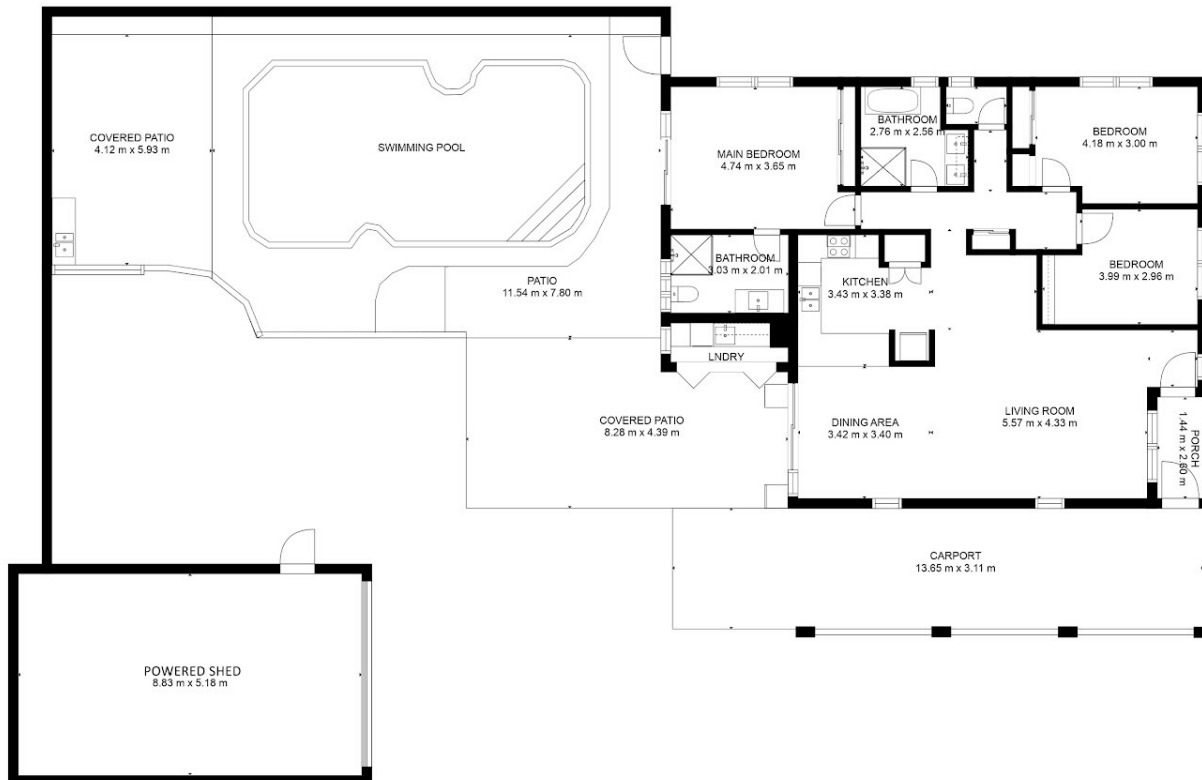 COVERED PATIO
4.12 m x 5.93 m
SWIMMING POOL
MAIN BEDROOM
4.74 m x 3.65 m
BATHROOM
2.76 m x 2.56 m
BEDROOM
4.18 m x 3.00 m
PATIO
11.54 m x 7.80 m
BATHROOM
3.03 m x 2.01 m
KITCHEN
3.43 m x 3.38 m
BEDROOM
3.99 m x 2.96 m
LNDRY
COVERED PATIO
8.28 m x 4.39 m
DINING AREA
3.42 m x 3.40 m
LIVING ROOM
5.57 m x 4.33 m
PORCH
1.44 m x 2.80 m
CARPORT
13.65 m x 3.11 m
POWERED SHED
8.83 m x 5.18 m